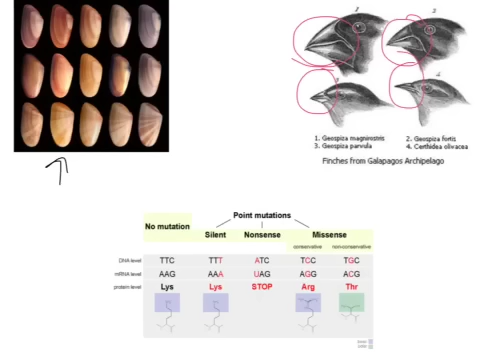 1
2
3
4
1. Geospiza magnirostris 2. Geospiza fortis
3. Geospiza parvula 4. Certhidea olivacea
Finches from Galapagos Archipelago
Point mutations
No mutation
Silent Nonsense Missense
conservative non-conservative
DNA level TTC TTT ATC TCC TGC
mRNA level AAG AAA UAG AGG ACG
protein level Lys Lys STOP Arg Thr